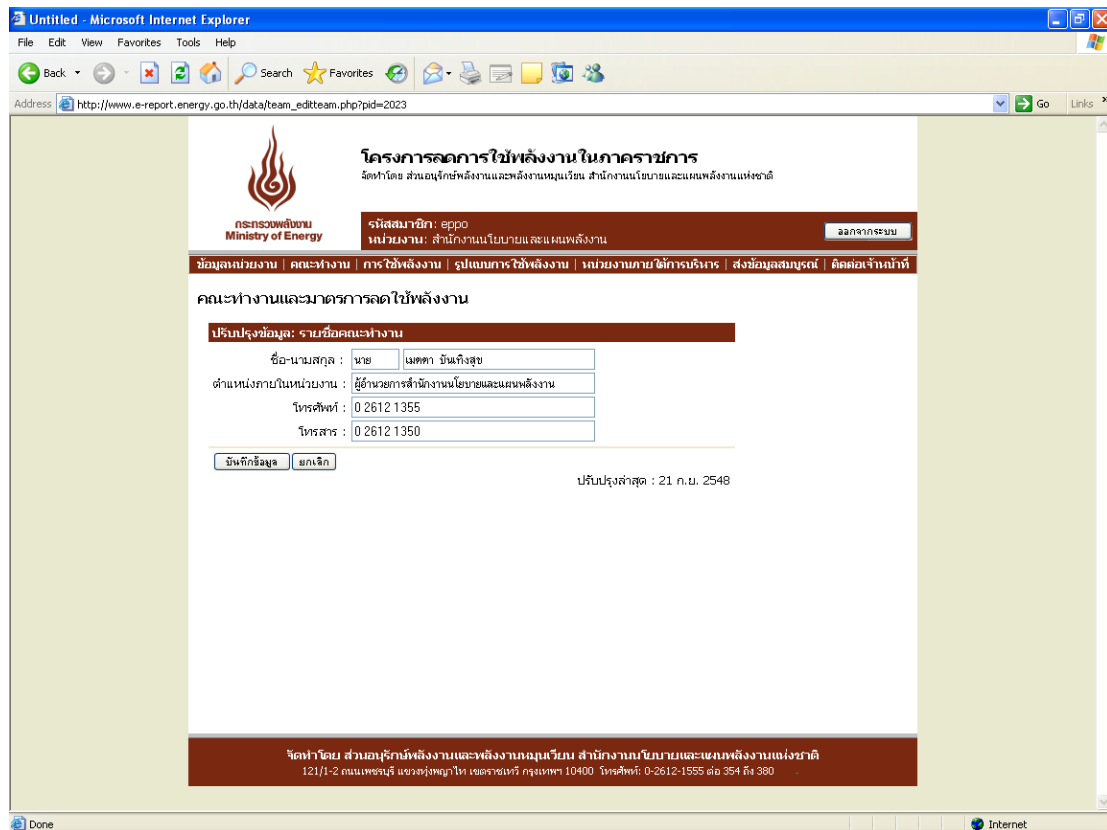 Untitled - Microsoft Internet Explorer
File Edit View Favorites Tools Help
Back Search Favorites
Address http://www.e-report.energy.go.th/data/team_editteam.php?pid=2023 Go Links
โครงการลดการใช้พลังงานในภาคราชการ
จัดทำโดย ส่วนอนุรักษ์พลังงานและพลังงานหมุนเวียน สำนักงานนโยบายและแผนพลังงานแห่งชาติ
กระทรวงพลังงาน
Ministry of Energy
รหัสสมาชิก: eppo
หน่วยงาน: สำนักงานนโยบายและแผนพลังงาน
ออกจากระบบ
ข้อมูลหน่วยงาน | คณะทำงาน | การใช้พลังงาน | รูปแบบการใช้พลังงาน | หน่วยงานภายใต้การบริหาร | ส่งข้อมูลสมบูรณ์ | ติดต่อเจ้าหน้าที่
คณะทำงานและมาตรการลดใช้พลังงาน
ปรับปรุงข้อมูล: รายชื่อคณะทำงาน
ชื่อ-นามสกุล : นาย เมตตา บันเทิงสุข
ตำแหน่งภายในหน่วยงาน : ผู้อำนวยการสำนักงานนโยบายและแผนพลังงาน
โทรศัพท์ : 0 2612 1355
โทรสาร : 0 2612 1350
บันทึกข้อมูล ยกเลิก
ปรับปรุงล่าสุด : 21 ก.ย. 2548
จัดทำโดย ส่วนอนุรักษ์พลังงานและพลังงานหมุนเวียน สำนักงานนโยบายและแผนพลังงานแห่งชาติ
121/1-2 ถนนเพชรบุรี แขวงทุ่งพญาไท เขตราชเทวี กรุงเทพฯ 10400 โทรศัพท์: 0-2612-1555 ต่อ 354 ถึง 380
Done Internet